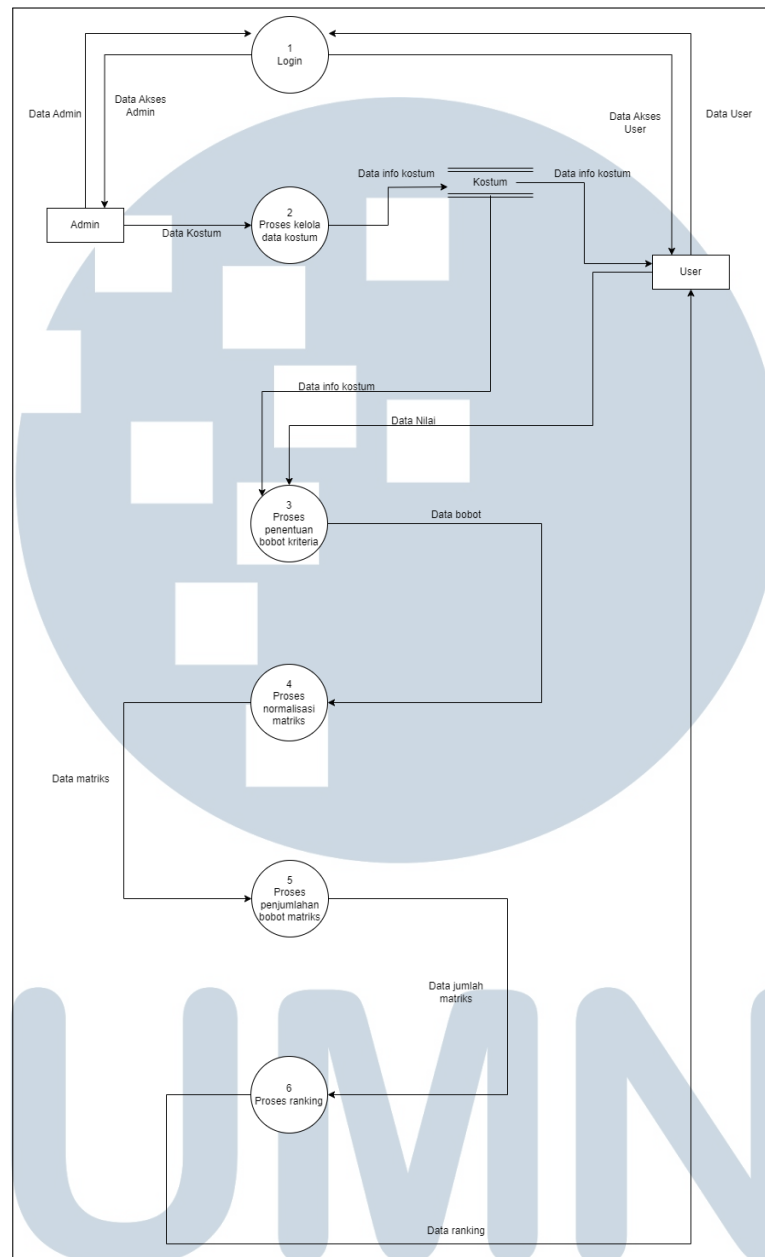 1
Login
Data Admin
Data Akses
Admin
Data Akses
User
Data User
Data info kostum
Kostum
Data info kostum
Admin
Data Kostum
2
Proses kelola
data kostum
User
Data info kostum
Data Nilai
3
Proses
penentuan
bobot kriteria
Data bobot
4
Proses
normalisasi
matriks
Data matriks
5
Proses
penjumlahan
bobot matriks
Data jumlah
matriks
6
Proses ranking
Data ranking
UMN